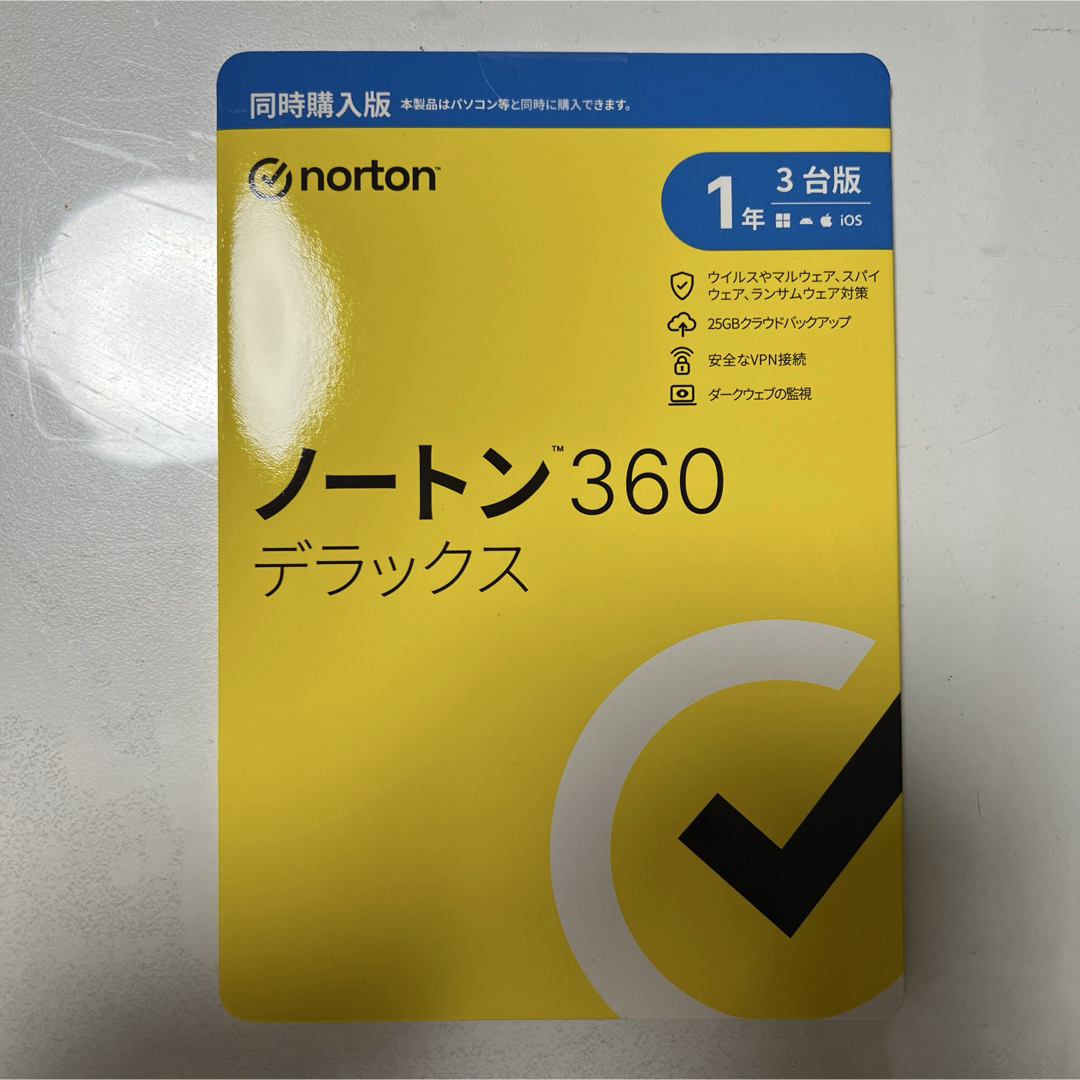 同時購入版 本製品はパソコン等と同時に購入できます。
norton™
1年 3台版
iOS
ウイルスやマルウェア、スパイ
ウェア、ランサムウェア対策
25GBクラウドバックアップ
安全なVPN接続
ダークウェブの監視
ノートン™ 360
デラックス